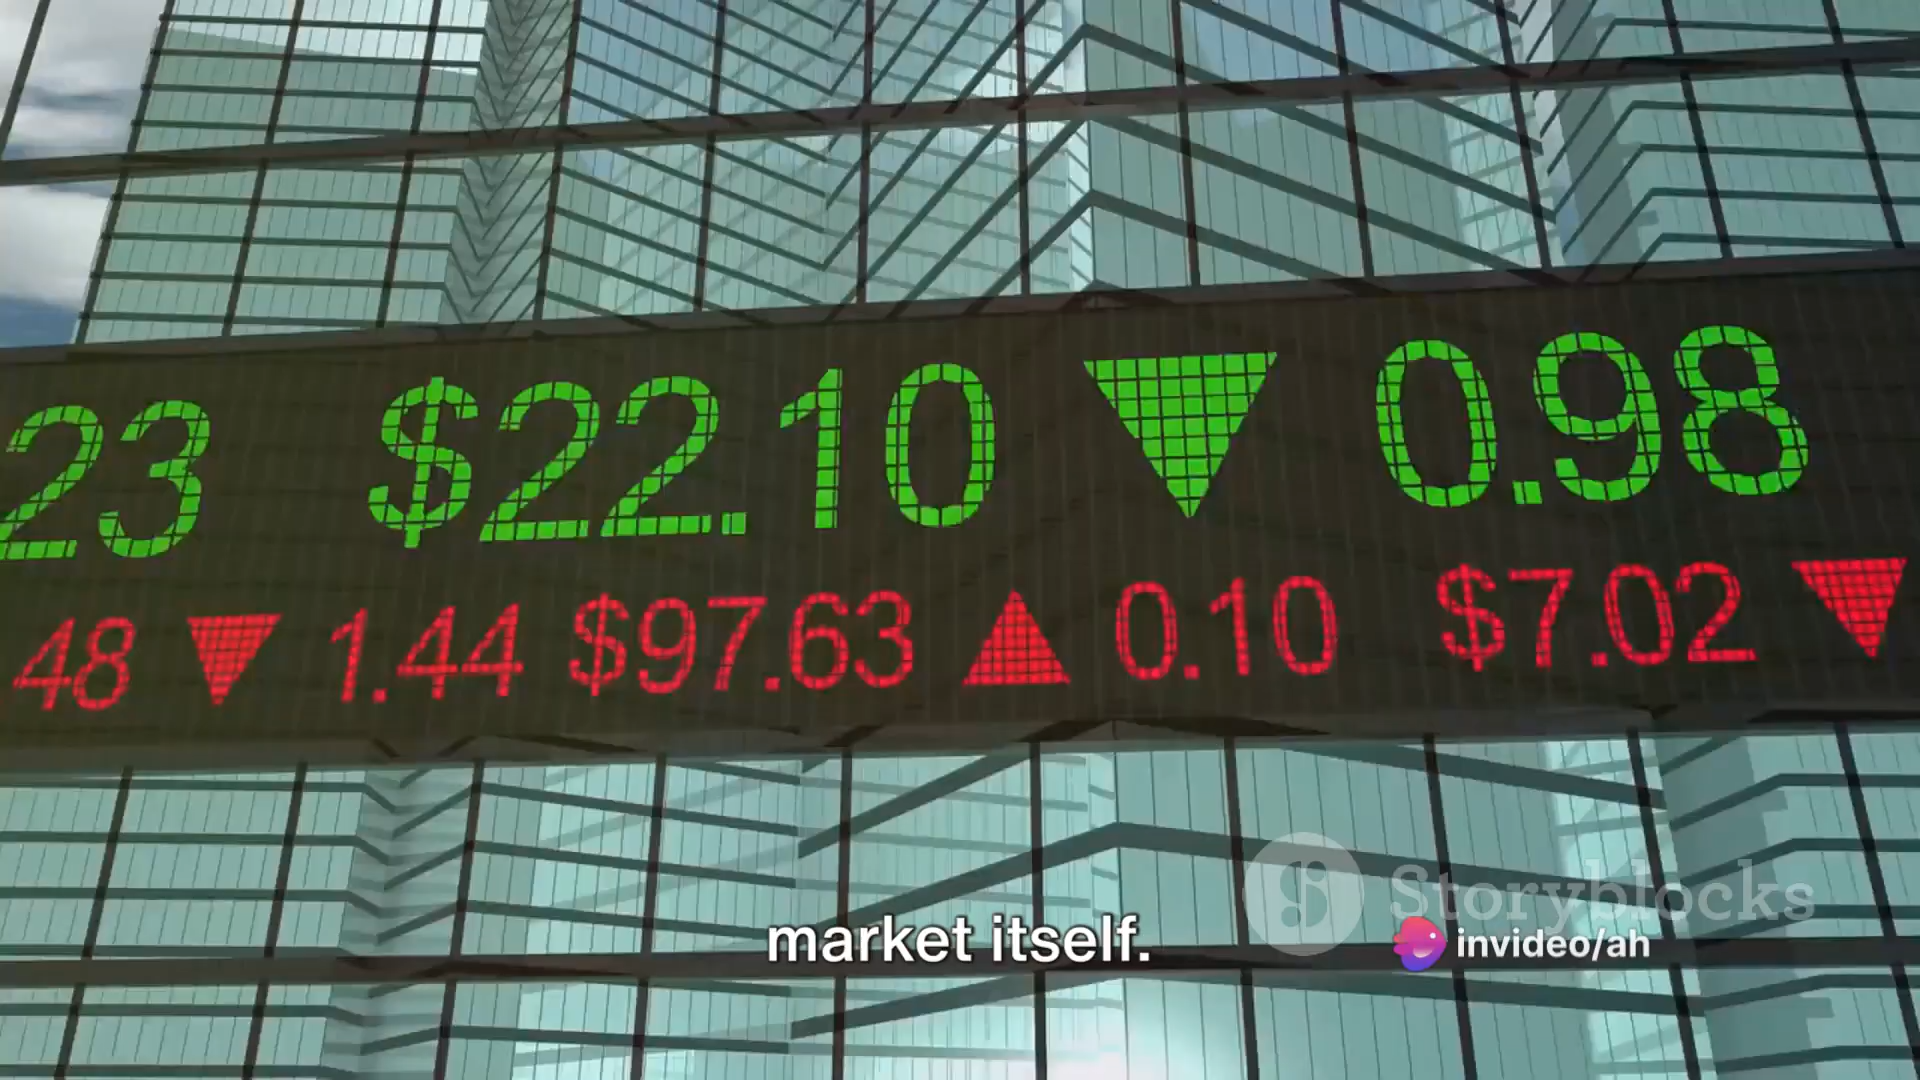 23 $22.10 ▼ 0.98
48 ▼ 1.44 $97.63 ▲ 0.10 $7.02 ▼
Storyblocks
market itself.
invideo/ah